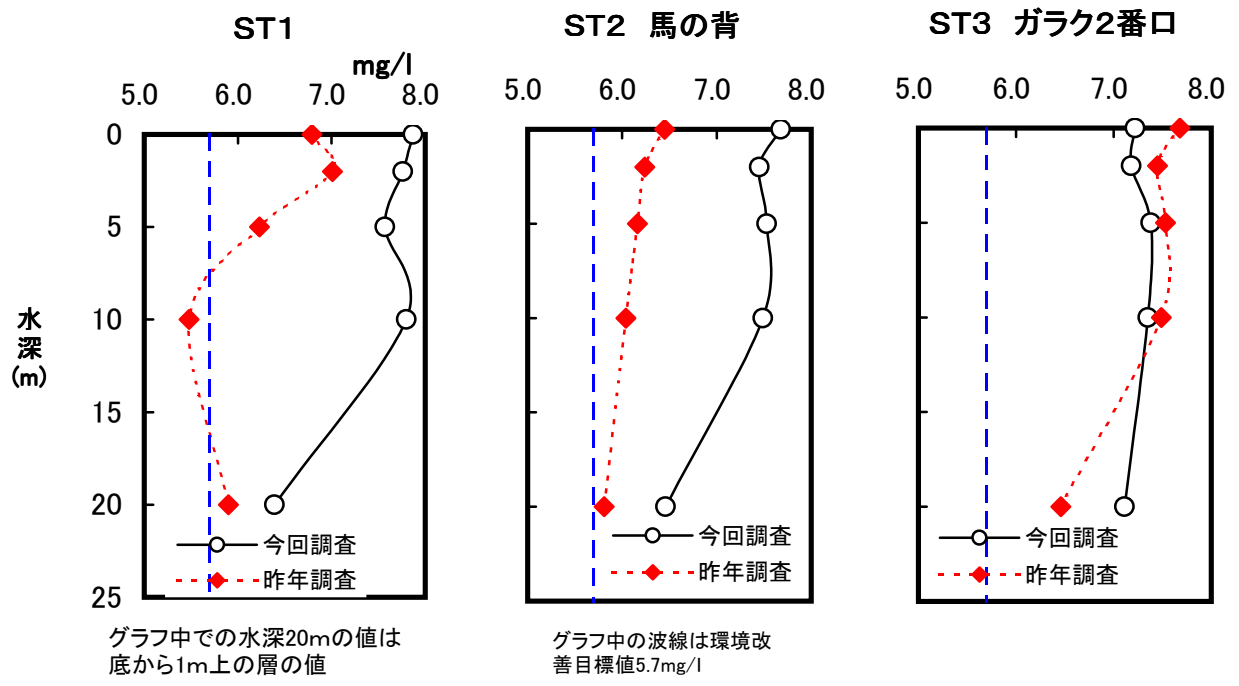 ST1
mg/l
5.0 6.0 7.0 8.0
0
5
10
15
20
25
水深(m)
今回調査
昨年調査
グラフ中での水深20mの値は
底から1m上の層の値
ST2 馬の背
5.0 6.0 7.0 8.0
今回調査
昨年調査
グラフ中の波線は環境改
善目標値5.7mg/l
ST3 ガラク2番口
5.0 6.0 7.0 8.0
今回調査
昨年調査